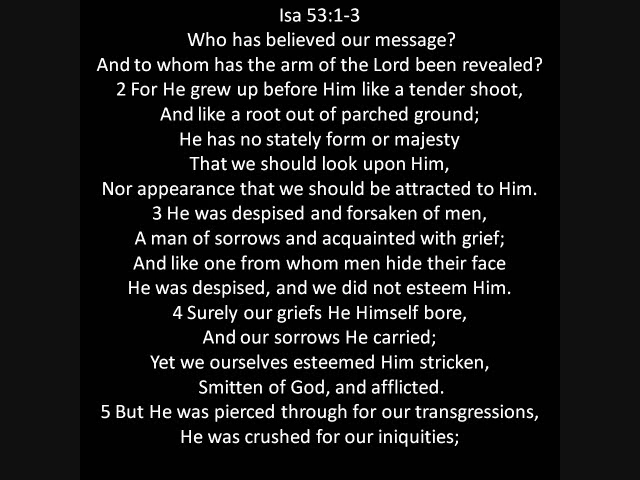 Isa 53:1-3
Who has believed our message?
And to whom has the arm of the Lord been revealed?
2 For He grew up before Him like a tender shoot,
And like a root out of parched ground;
He has no stately form or majesty
That we should look upon Him,
Nor appearance that we should be attracted to Him.
3 He was despised and forsaken of men,
A man of sorrows and acquainted with grief;
And like one from whom men hide their face
He was despised, and we did not esteem Him.
4 Surely our griefs He Himself bore,
And our sorrows He carried;
Yet we ourselves esteemed Him stricken,
Smitten of God, and afflicted.
5 But He was pierced through for our transgressions,
He was crushed for our iniquities;